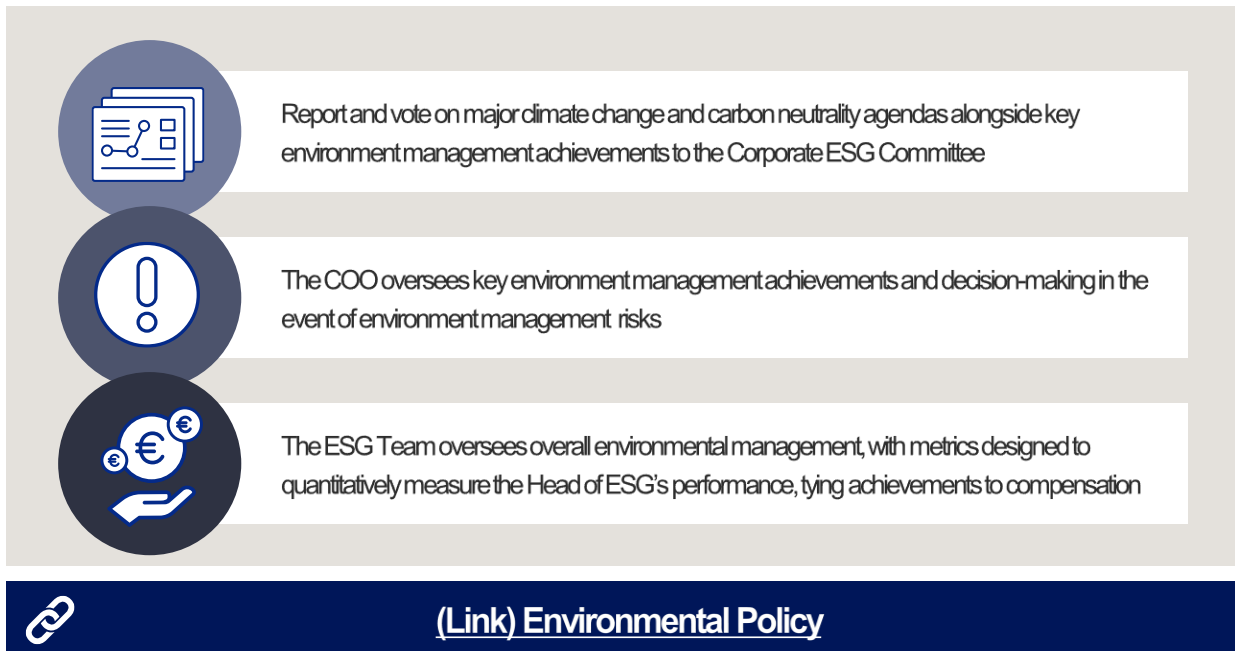 Report and vote on major climate change and carbon neutrality agendas alongside key
environment management achievements to the Corporate ESG Committee
The COO oversees key environment management achievements and decision-making in the
event of environment management risks
€
€
€
The ESG Team oversees overall environmental management, with metrics designed to
quantitatively measure the Head of ESG's performance, tying achievements to compensation
(Link) Environmental Policy